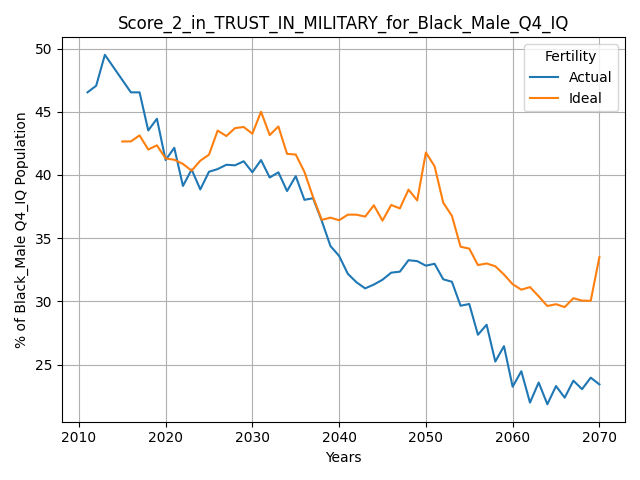 Score_2_in_TRUST_IN_MILITARY_for_Black_Male_Q4_IQ
Fertility
Actual
Ideal
% of Black_Male Q4_IQ Population
50
45
40
35
30
25
2010 2020 2030 2040 2050 2060 2070
Years